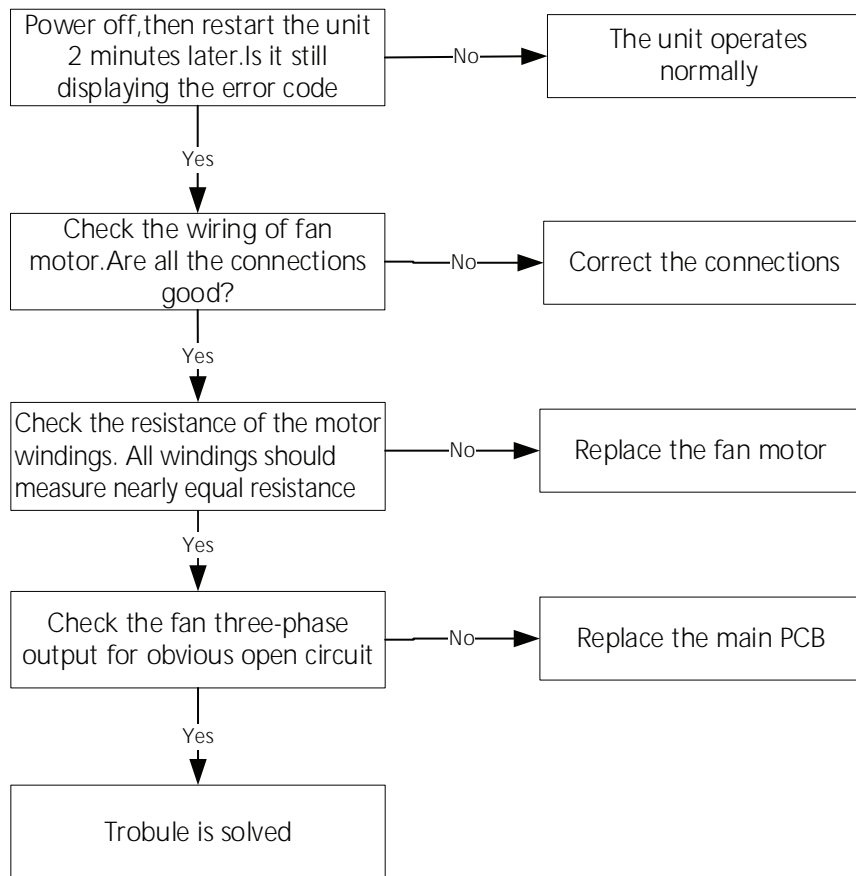 Power off,then restart the unit
2 minutes later.Is it still
displaying the error code
No
The unit operates
normally
Yes
Check the wiring of fan
motor.Are all the connections
good?
No
Correct the connections
Yes
Check the resistance of the motor
windings. All windings should
measure nearly equal resistance
No
Replace the fan motor
Yes
Check the fan three-phase
output for obvious open circuit
No
Replace the main PCB
Yes
Trobule is solved